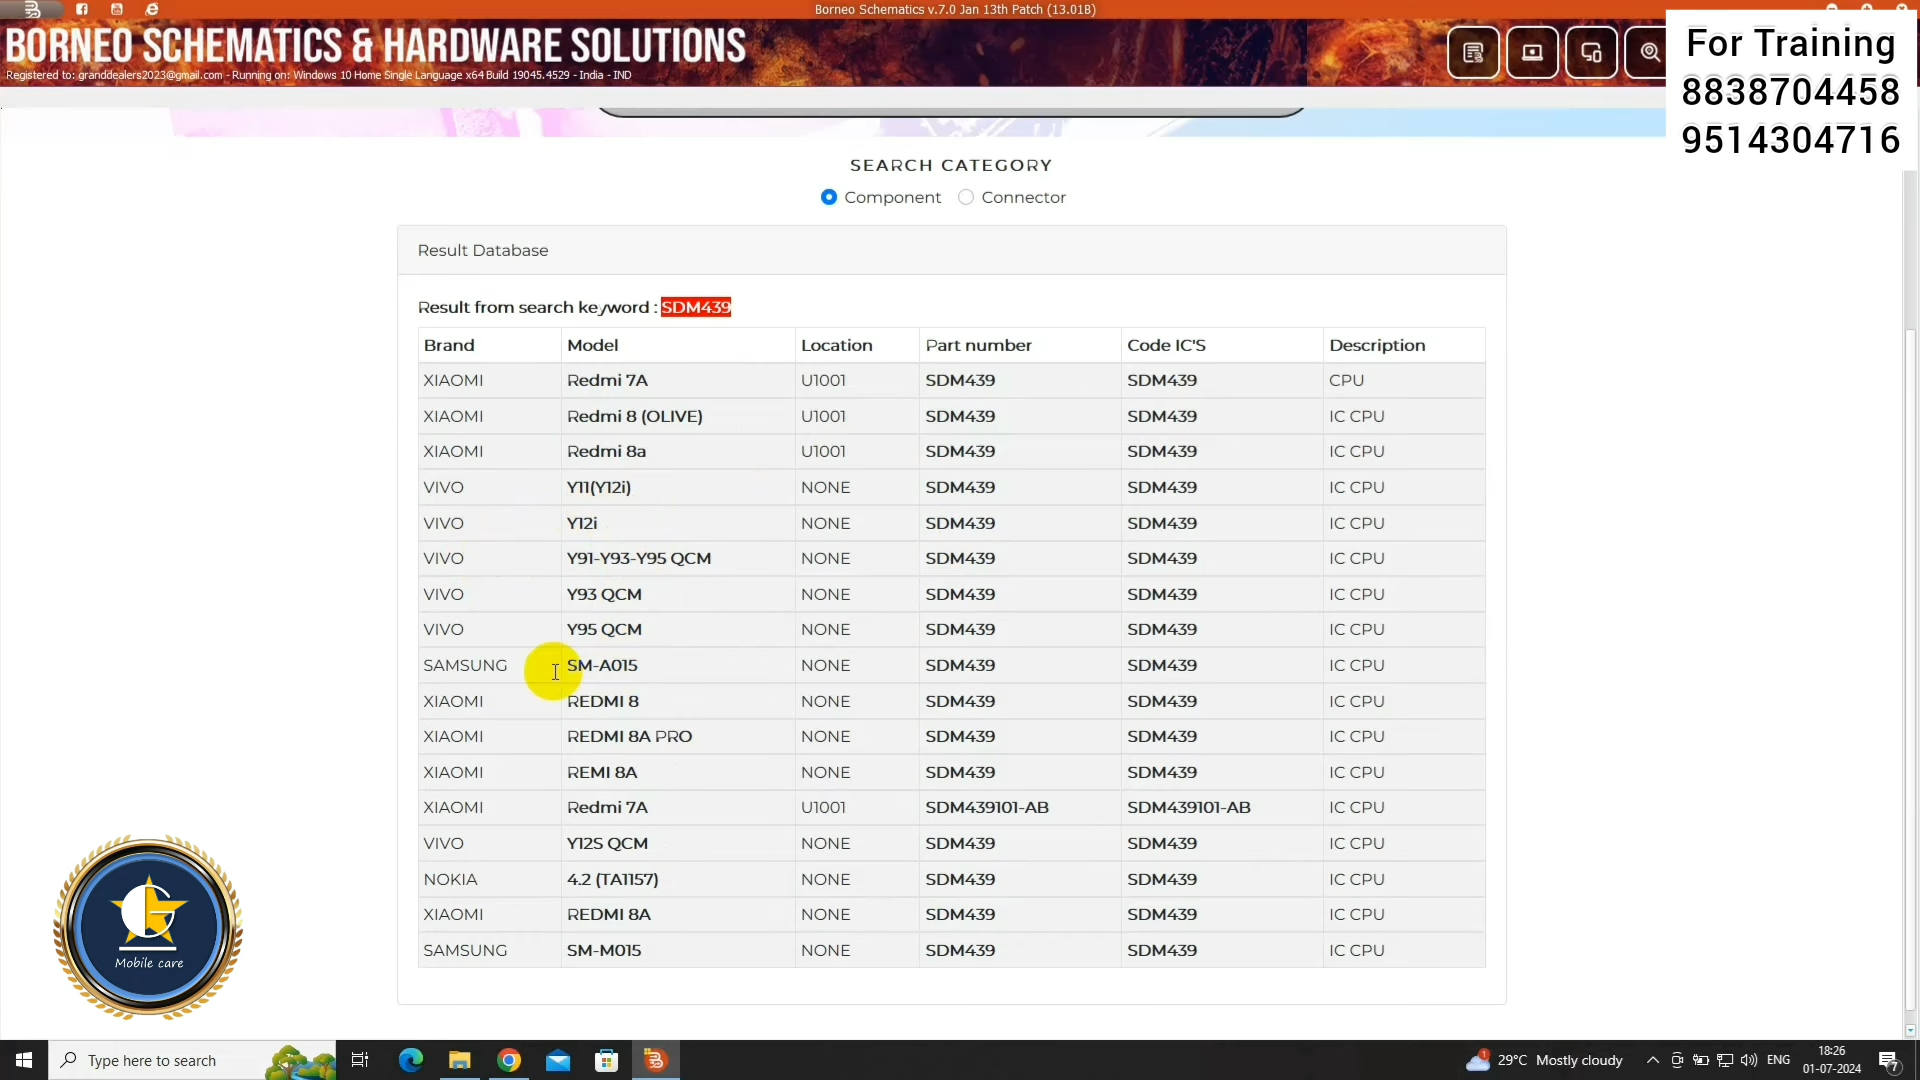 Borneo Schematics v.7.0 Jan 13th Patch (13.01B)
BORNEO SCHEMATICS & HARDWARE SOLUTIONS
Registered to: granddealers2023@gmail.com - Running on: Windows 10 Home Single Language x64 Build 19045.4529 - India - IND
For Training
8838704458
9514304716
SEARCH CATEGORY
Component Connector
Result Database
Result from search keyword : SDM439
Brand Model Location Part number Code IC'S Description
XIAOMI Redmi 7A U1001 SDM439 SDM439 CPU
XIAOMI Redmi 8 (OLIVE) U1001 SDM439 SDM439 IC CPU
XIAOMI Redmi 8a U1001 SDM439 SDM439 IC CPU
VIVO Y11(Y12i) NONE SDM439 SDM439 IC CPU
VIVO Y12i NONE SDM439 SDM439 IC CPU
VIVO Y91-Y93-Y95 QCM NONE SDM439 SDM439 IC CPU
VIVO Y93 QCM NONE SDM439 SDM439 IC CPU
VIVO Y95 QCM NONE SDM439 SDM439 IC CPU
SAMSUNG SM-A015 NONE SDM439 SDM439 IC CPU
XIAOMI REDMI 8 NONE SDM439 SDM439 IC CPU
XIAOMI REDMI 8A PRO NONE SDM439 SDM439 IC CPU
XIAOMI REMI 8A NONE SDM439 SDM439 IC CPU
XIAOMI Redmi 7A U1001 SDM439101-AB SDM439101-AB IC CPU
VIVO Y12S QCM NONE SDM439 SDM439 IC CPU
NOKIA 4.2 (TA1157) NONE SDM439 SDM439 IC CPU
XIAOMI REDMI 8A NONE SDM439 SDM439 IC CPU
SAMSUNG SM-M015 NONE SDM439 SDM439 IC CPU
G
Mobile care
Type here to search
1 29°C Mostly cloudy ENG 18:26 7
01-07-2024